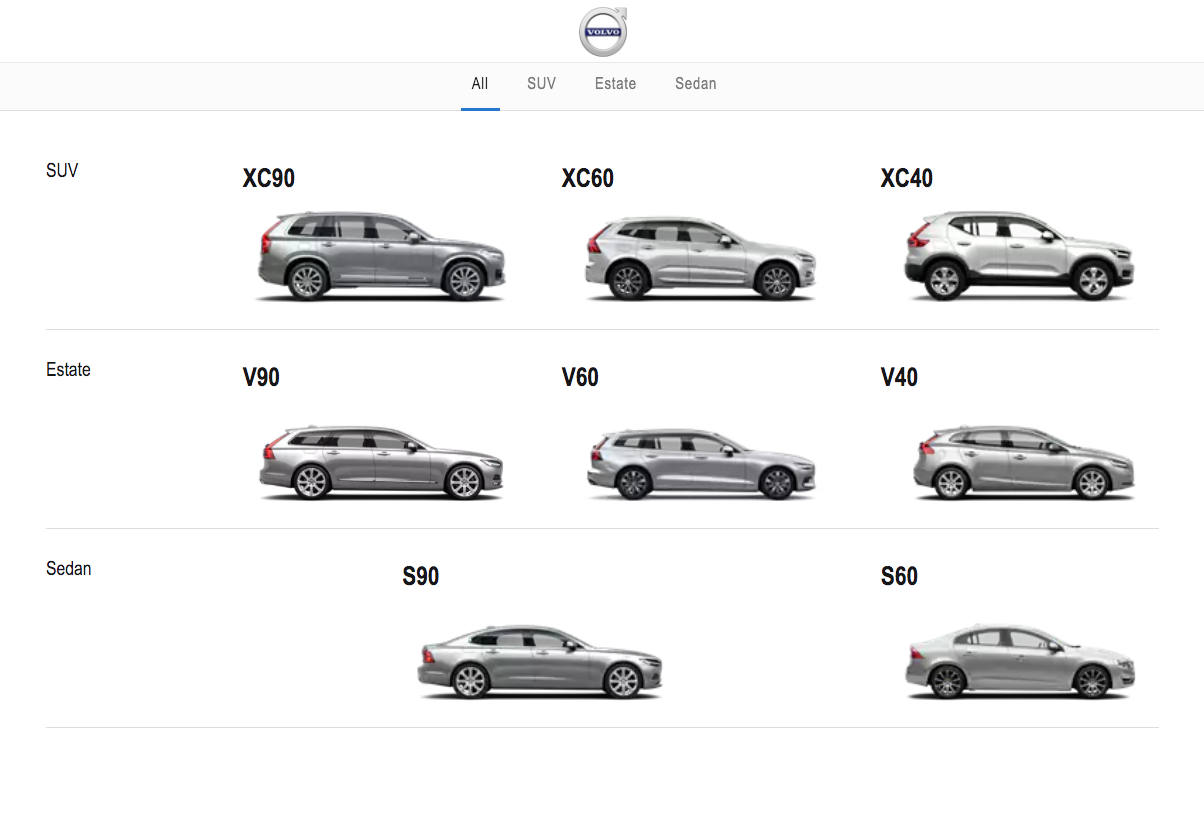 VOLVO
All SUV Estate Sedan
SUV
XC90 XC60 XC40
Estate
V90 V60 V40
Sedan
S90 S60